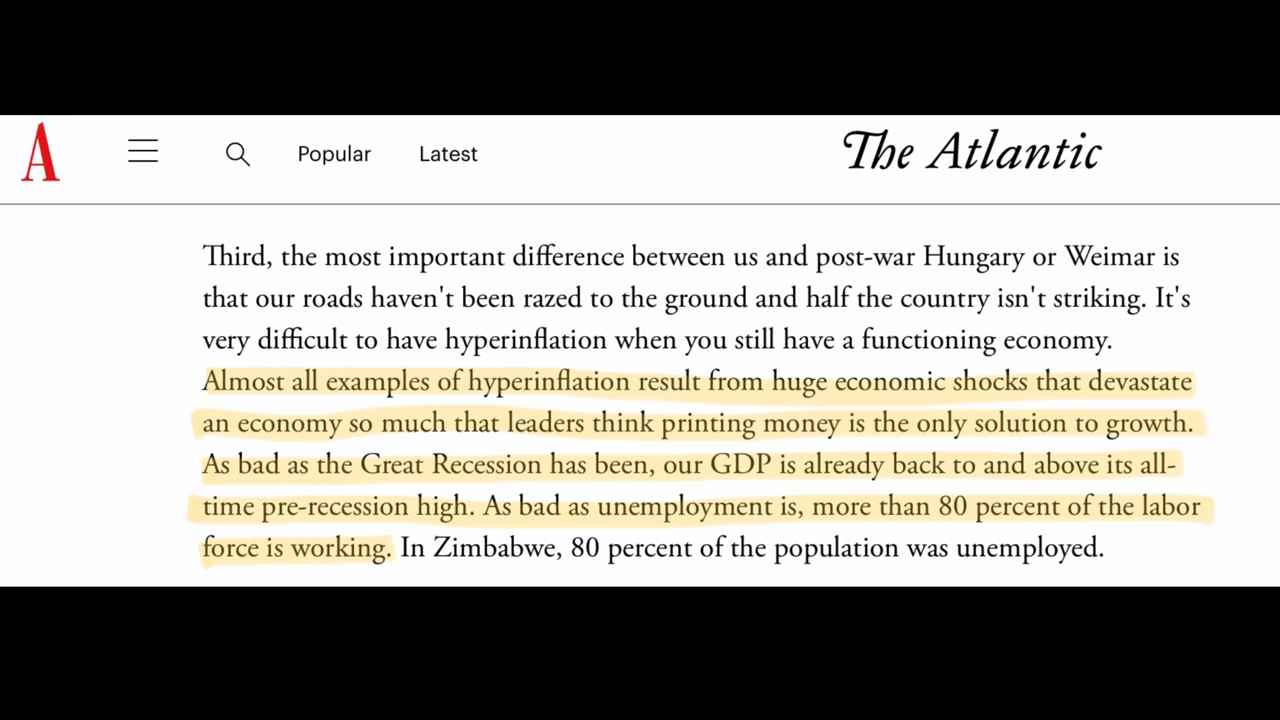 A
Popular
Latest
The Atlantic
Third, the most important difference between us and post-war Hungary or Weimar is
that our roads haven't been razed to the ground and half the country isn't striking. It's
very difficult to have hyperinflation when you still have a functioning economy.
Almost all examples of hyperinflation result from huge economic shocks that devastate
an economy so much that leaders think printing money is the only solution to growth.
As bad as the Great Recession has been, our GDP is already back to and above its all-
time pre-recession high. As bad as unemployment is, more than 80 percent of the labor
force is working. In Zimbabwe, 80 percent of the population was unemployed.